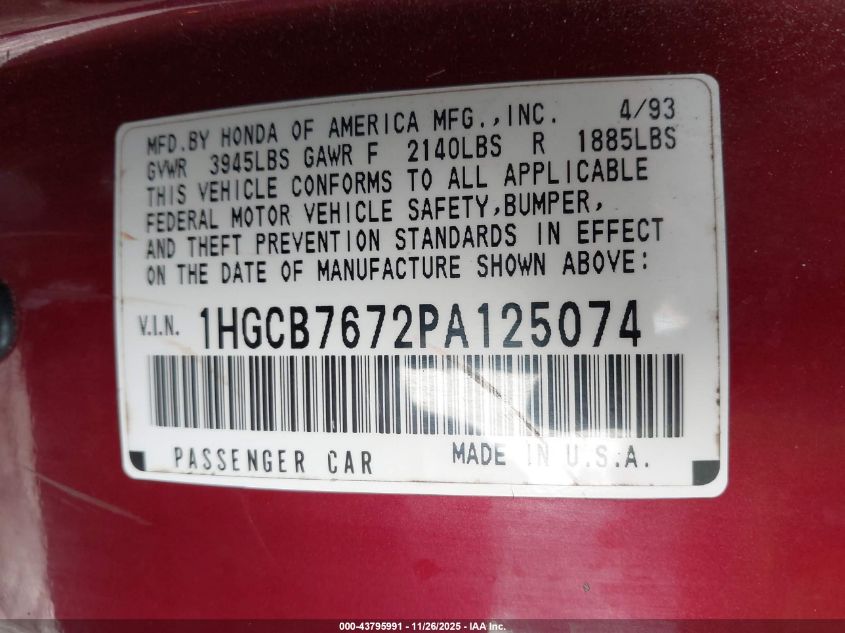 MFD.BY HONDA OF AMERICA MFG.,INC. 4/93
GVWR 3945LBS GAWR F 2140LBS R 1885LBS
THIS VEHICLE CONFORMS TO ALL APPLICABLE
FEDERAL MOTOR VEHICLE SAFETY,BUMPER,
AND THEFT PREVENTION STANDARDS IN EFFECT
ON THE DATE OF MANUFACTURE SHOWN ABOVE:
V.I.N. 1HGCB7672PA125074
PASSENGER CAR MADE IN U.S.A.
000-43795991 - 11/26/2025 - IAA Inc.